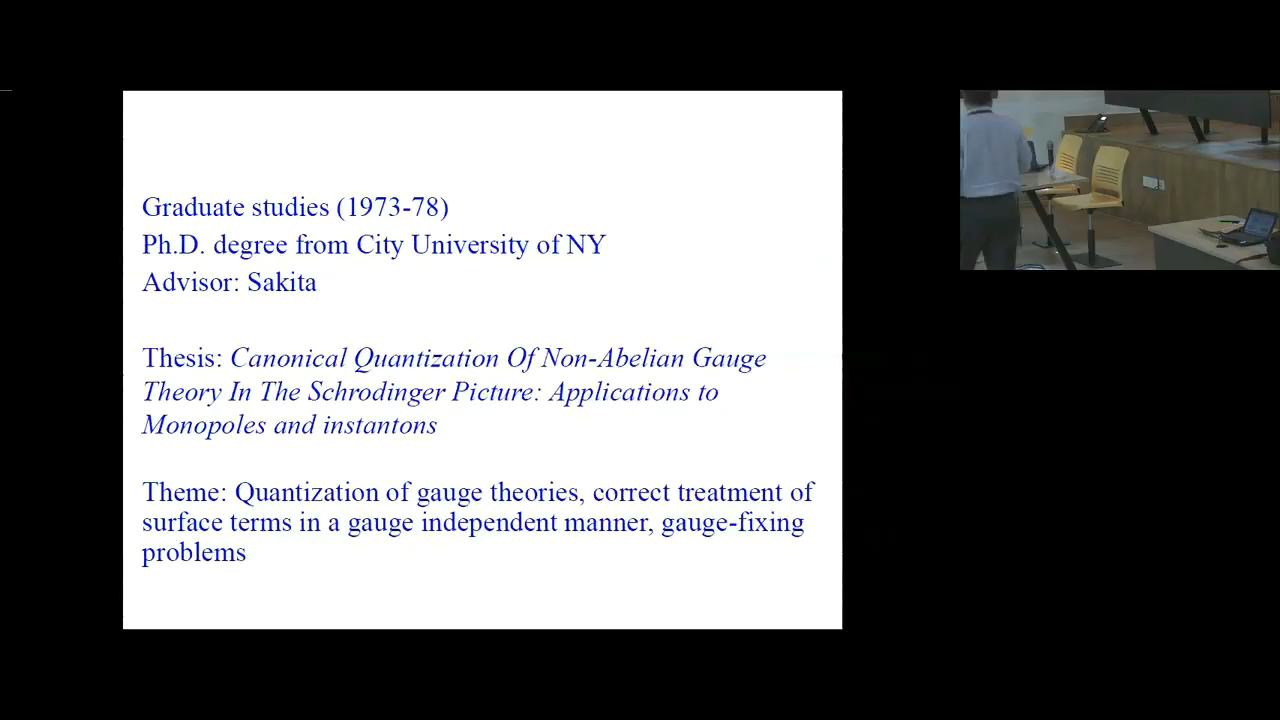 Graduate studies (1973-78)
Ph.D. degree from City University of NY
Advisor: Sakita
Thesis: Canonical Quantization Of Non-Abelian Gauge
Theory In The Schrodinger Picture: Applications to
Monopoles and instantons
Theme: Quantization of gauge theories, correct treatment of
surface terms in a gauge independent manner, gauge-fixing
problems